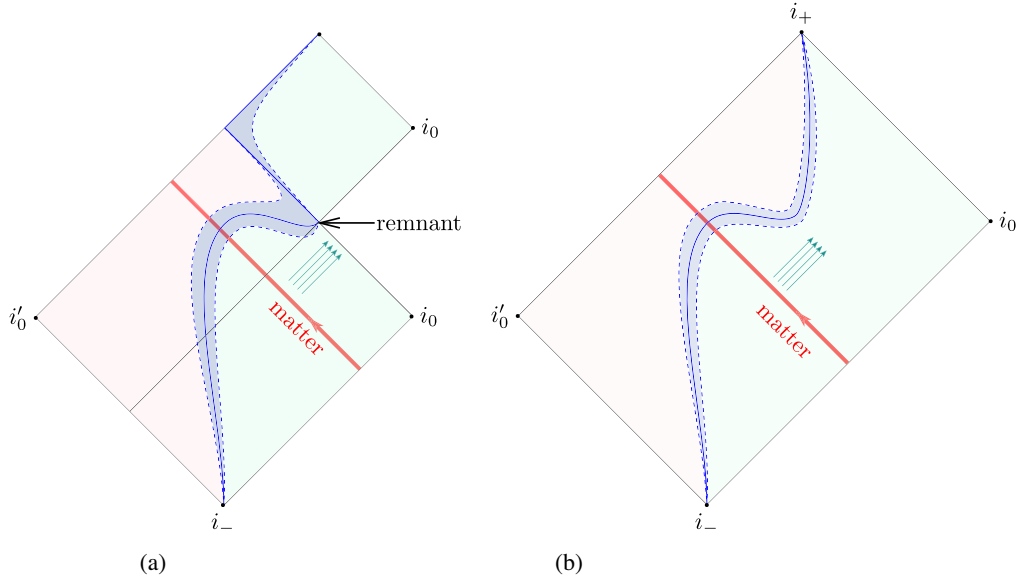 i₊
i₀
remnant
i₀
i₀
i′₀
i′₀
matter
matter
i₋
i₋
(a)
(b)